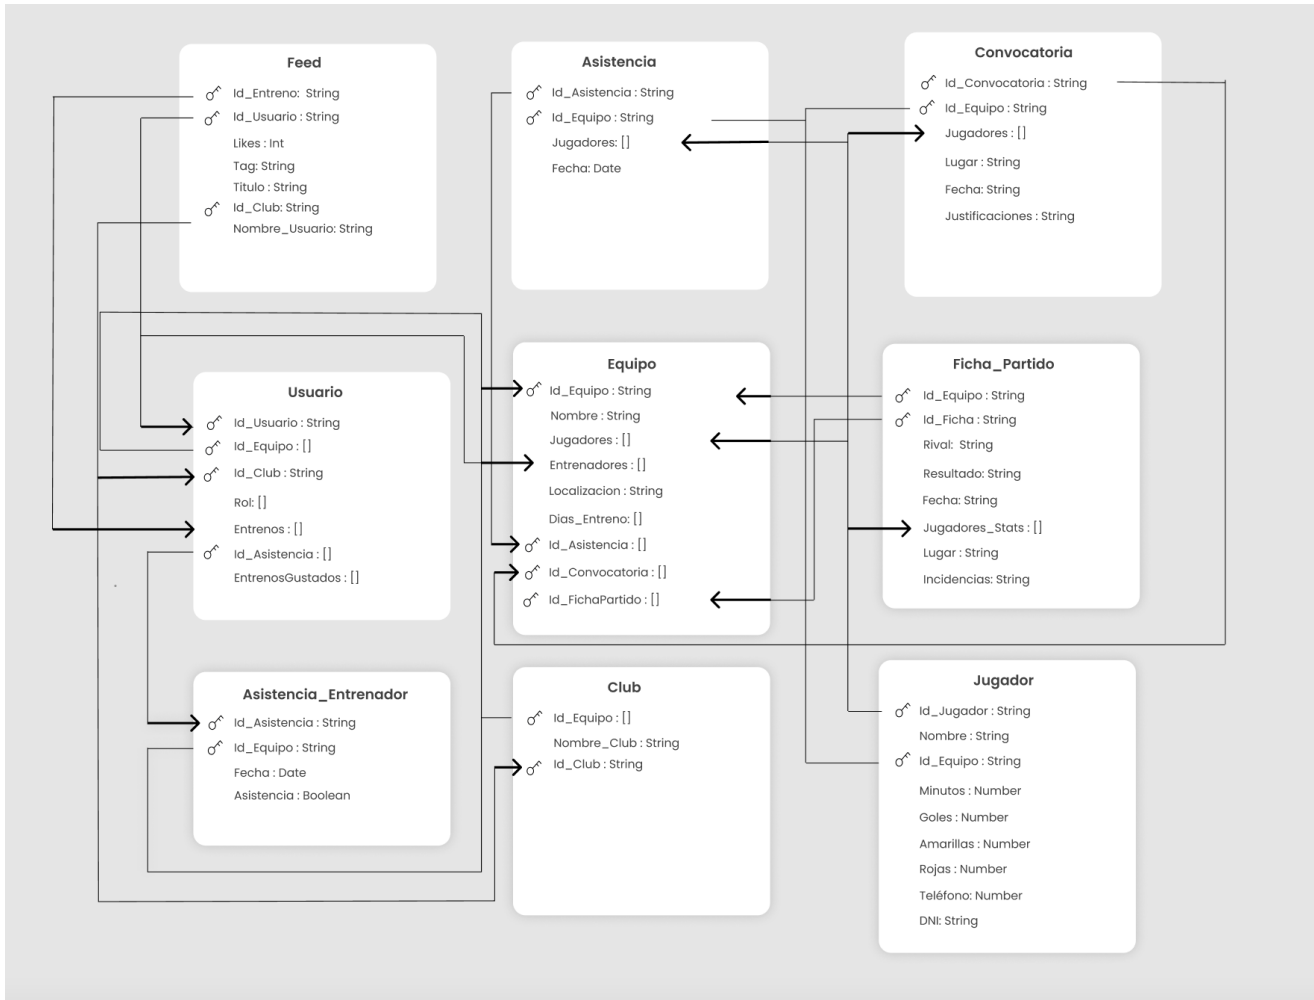 Feed
Id_Entreno: String
Id_Usuario : String
Likes : Int
Tag: String
Titulo : String
Id_Club: String
Nombre_Usuario: String
Asistencia
Id_Asistencia : String
Id_Equipo : String
Jugadores: []
Fecha: Date
Convocatoria
Id_Convocatoria : String
Id_Equipo : String
Jugadores : []
Lugar : String
Fecha: String
Justificaciones : String
Usuario
Id_Usuario : String
Id_Equipo : []
Id_Club : String
Rol: []
Entrenos : []
Id_Asistencia : []
EntrenosGustados : []
Equipo
Id_Equipo : String
Nombre : String
Jugadores : []
Entrenadores : []
Localizacion : String
Dias_Entreno: []
Id_Asistencia : []
Id_Convocatoria : []
Id_FichaPartido : []
Ficha_Partido
Id_Equipo : String
Id_Ficha : String
Rival: String
Resultado: String
Fecha: String
Jugadores_Stats : []
Lugar : String
Incidencias: String
Asistencia_Entrenador
Id_Asistencia : String
Id_Equipo : String
Fecha : Date
Asistencia : Boolean
Club
Id_Equipo : []
Nombre_Club : String
Id_Club : String
Jugador
Id_Jugador : String
Nombre : String
Id_Equipo : String
Minutos : Number
Goles : Number
Amarillas : Number
Rojas : Number
Teléfono: Number
DNI: String